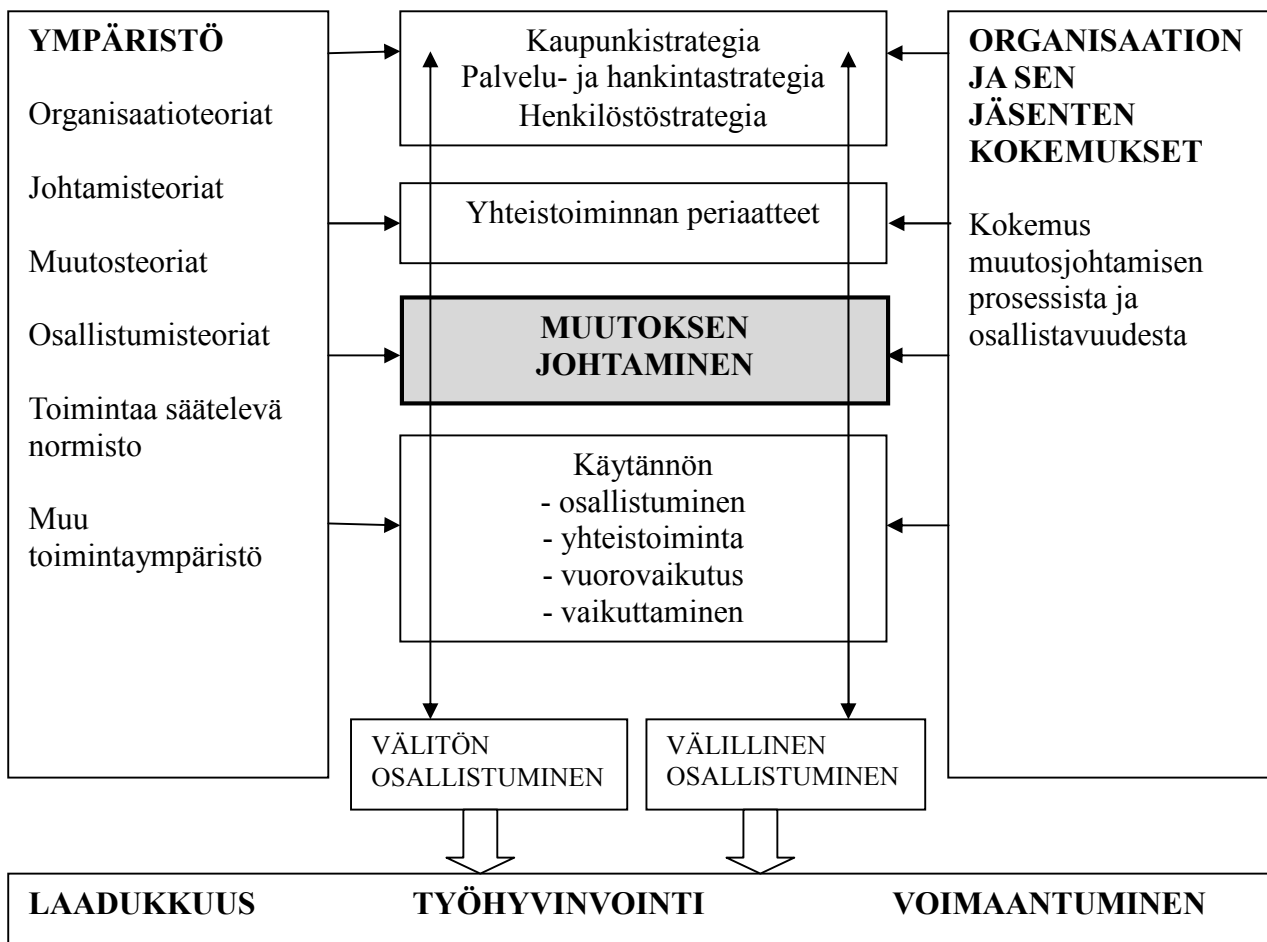 YMPÄRISTÖ
Organisaatioteoriat
Johtamisteoriat
Muutosteoriat
Osallistumisteoriat
Toimintaa säätelevä
normisto
Muu
toimintaympäristö
Kaupunkistrategia
Palvelu- ja hankintastrategia
Henkilöstöstrategia
Yhteistoiminnan periaatteet
MUUTOKSEN
JOHTAMINEN
Käytännön
- osallistuminen
- yhteistoiminta
- vuorovaikutus
- vaikuttaminen
ORGANISAATION
JA SEN
JÄSENTEN
KOKEMUKSET
Kokemus
muutosjohtamisen
prosessista ja
osallistavuudesta
VÄLITÖN
OSALLISTUMINEN
VÄLILLINEN
OSALLISTUMINEN
LAADUKKUUS TYÖHYVINVOINTI VOIMAANTUMINEN